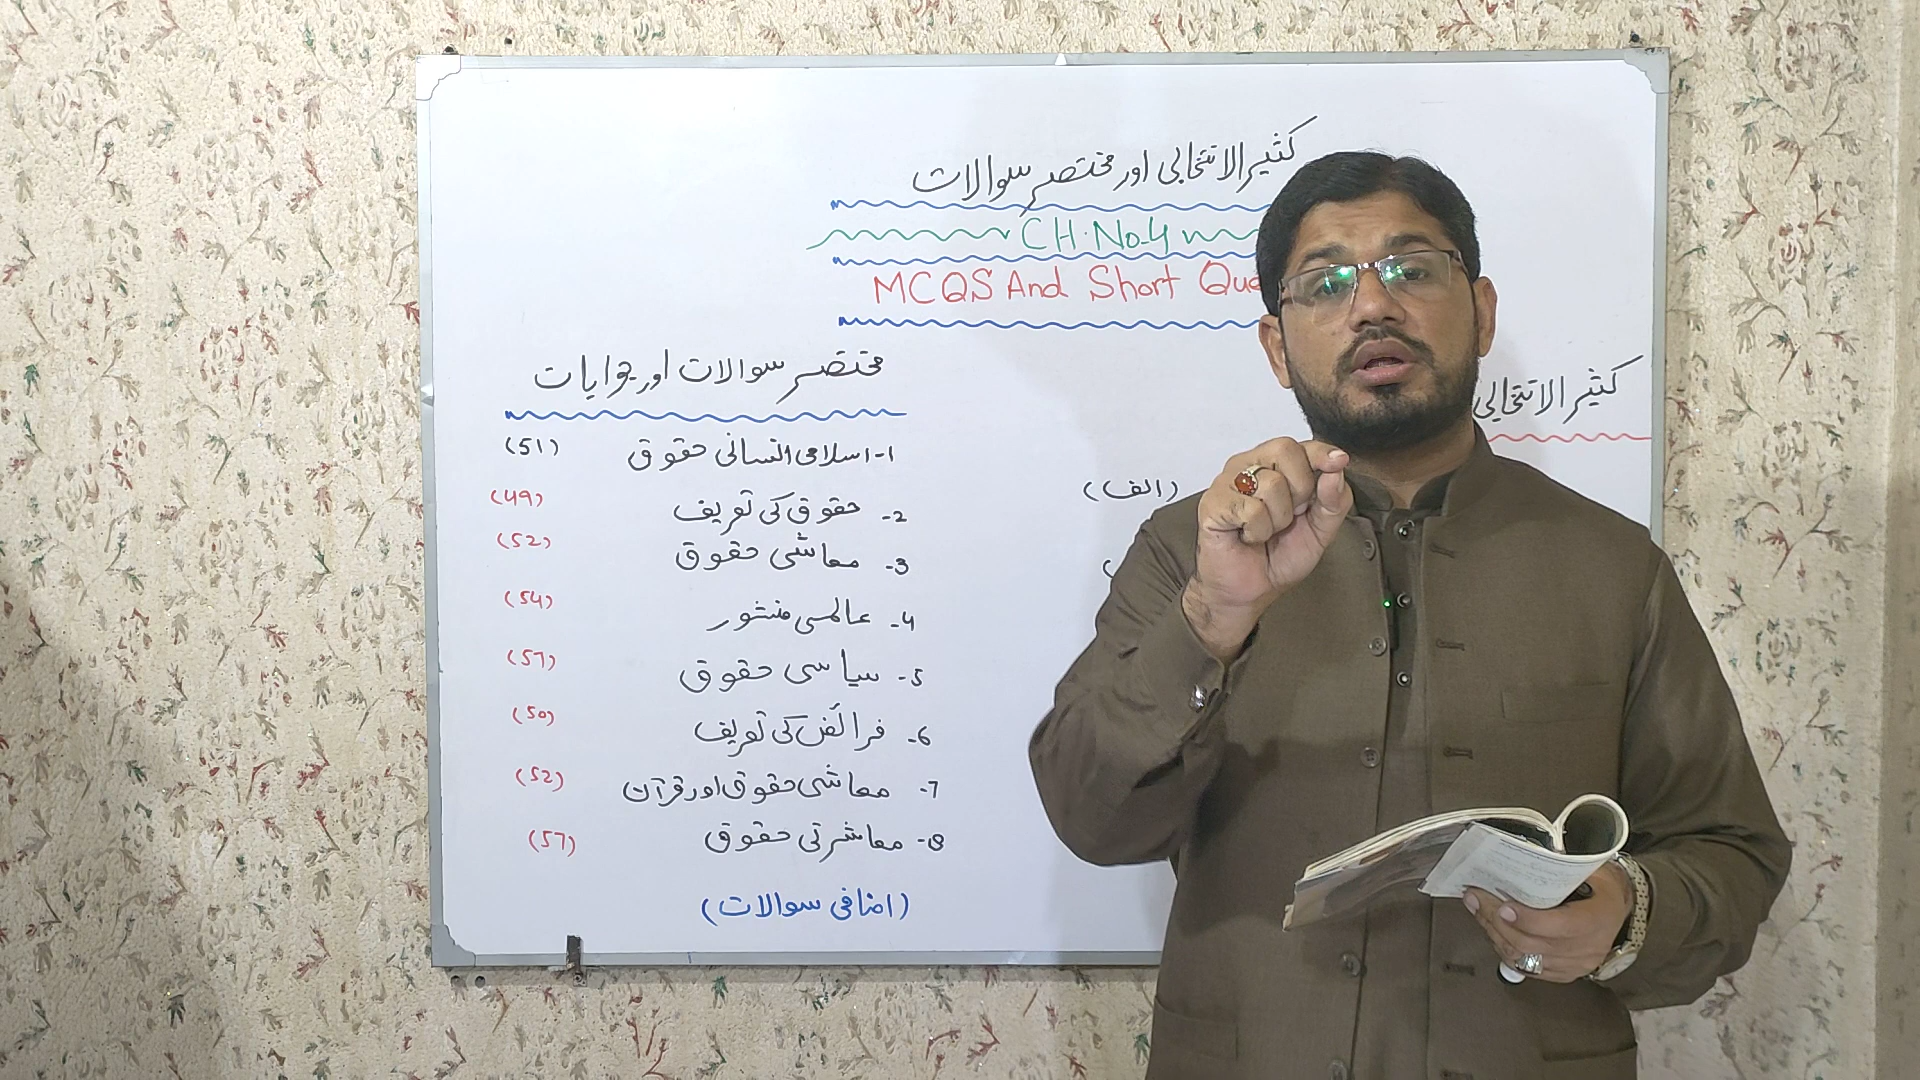 کثیر الانتخابی اور مختصر سوالات
CH.No-4
MCQS And Short Que
کثیر الانتخابی
(الف)
مختصر سوالات اور جوابات
1- اسلامی انسانی حقوق (51)
2- حقوق کی تعریف (49)
3- معاشی حقوق (52)
4- عالمی منشور (54)
5- سیاسی حقوق (57)
6- فرائض کی تعریف (50)
7- معاشی حقوق اور قرآن (52)
8- معاشرتی حقوق (57)
(اضافی سوالات)